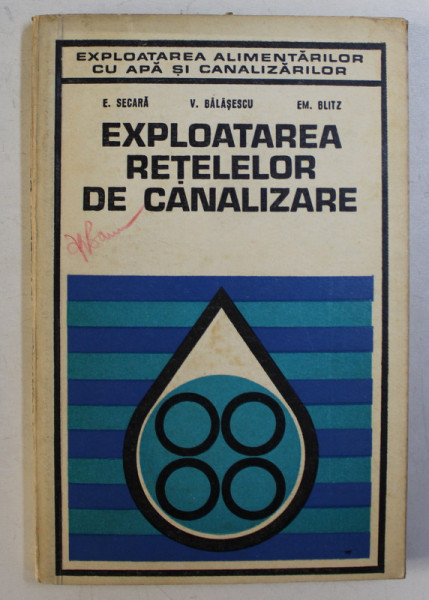 EXPLOATAREA ALIMENTĂRILOR
CU APĂ ȘI CANALIZĂRILOR
E. SECARĂ V. BĂLĂȘESCU EM. BLITZ
EXPLOATAREA
REȚELELOR
DE CANALIZARE